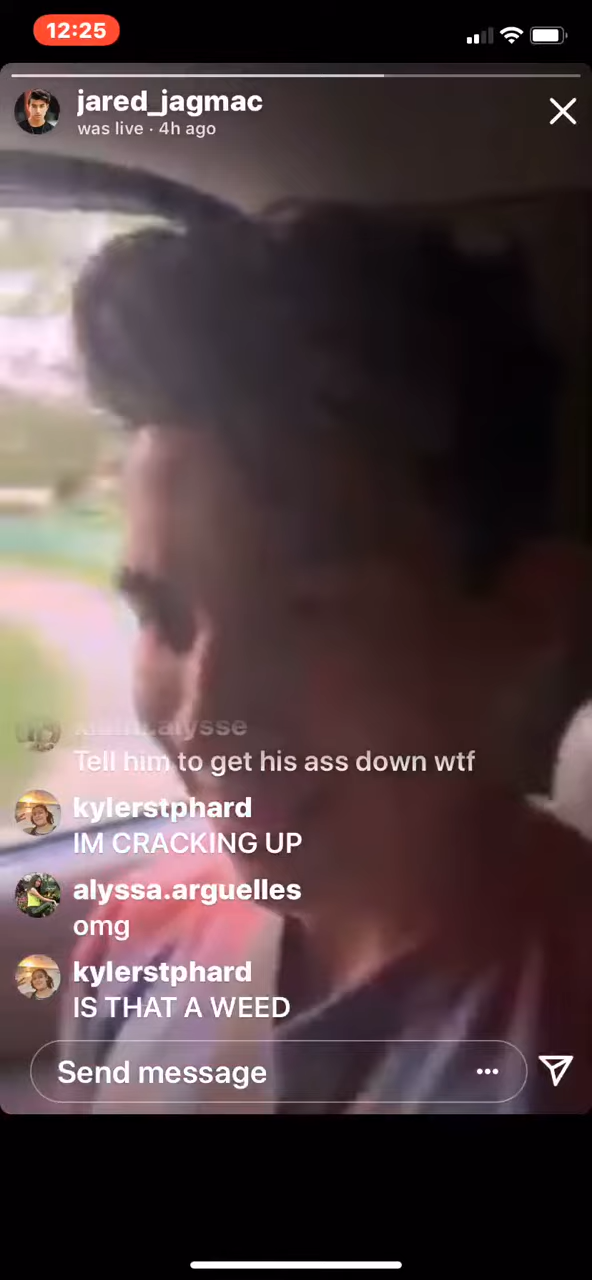 12:25
jared_jagmac
was live · 4h ago
Tell him to get his ass down wtf
kylerstphard
IM CRACKING UP
alyssa.arguelles
omg
kylerstphard
IS THAT A WEED
Send message